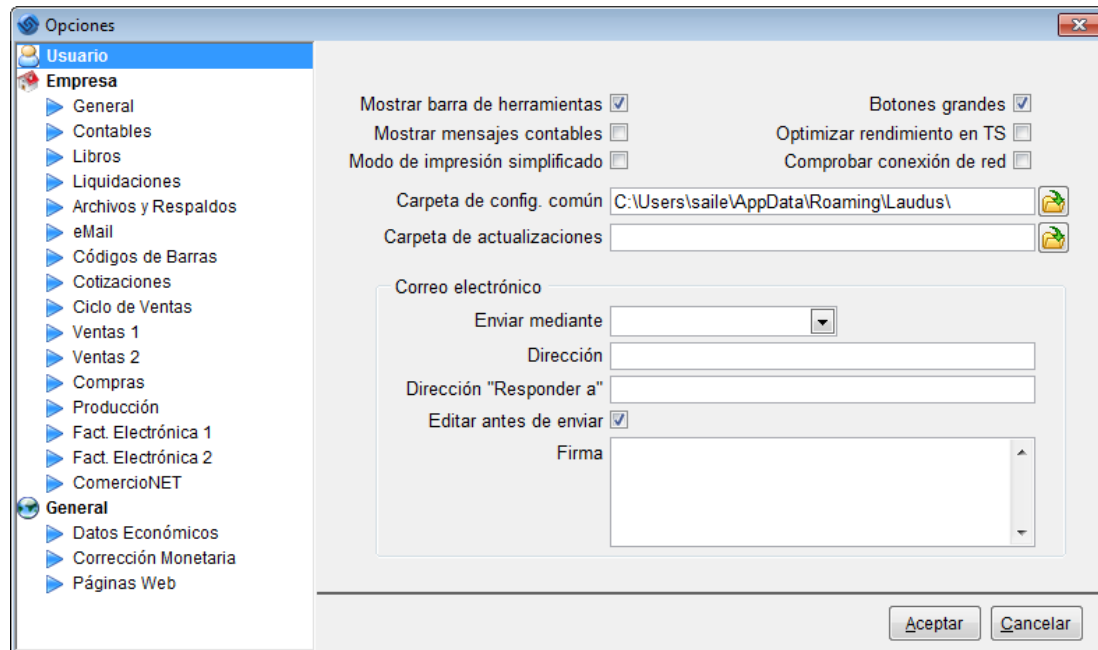 Opciones
Usuario
Empresa
General
Contables
Libros
Liquidaciones
Archivos y Respaldos
eMail
Códigos de Barras
Cotizaciones
Ciclo de Ventas
Ventas 1
Ventas 2
Compras
Producción
Fact. Electrónica 1
Fact. Electrónica 2
ComercioNET
General
Datos Económicos
Corrección Monetaria
Páginas Web
Mostrar barra de herramientas Botones grandes
Mostrar mensajes contables Optimizar rendimiento en TS
Modo de impresión simplificado Comprobar conexión de red
Carpeta de config. común C:\Users\saile\AppData\Roaming\Laudus\
Carpeta de actualizaciones
Correo electrónico
Enviar mediante
Dirección
Dirección "Responder a"
Editar antes de enviar
Firma
Aceptar Cancelar